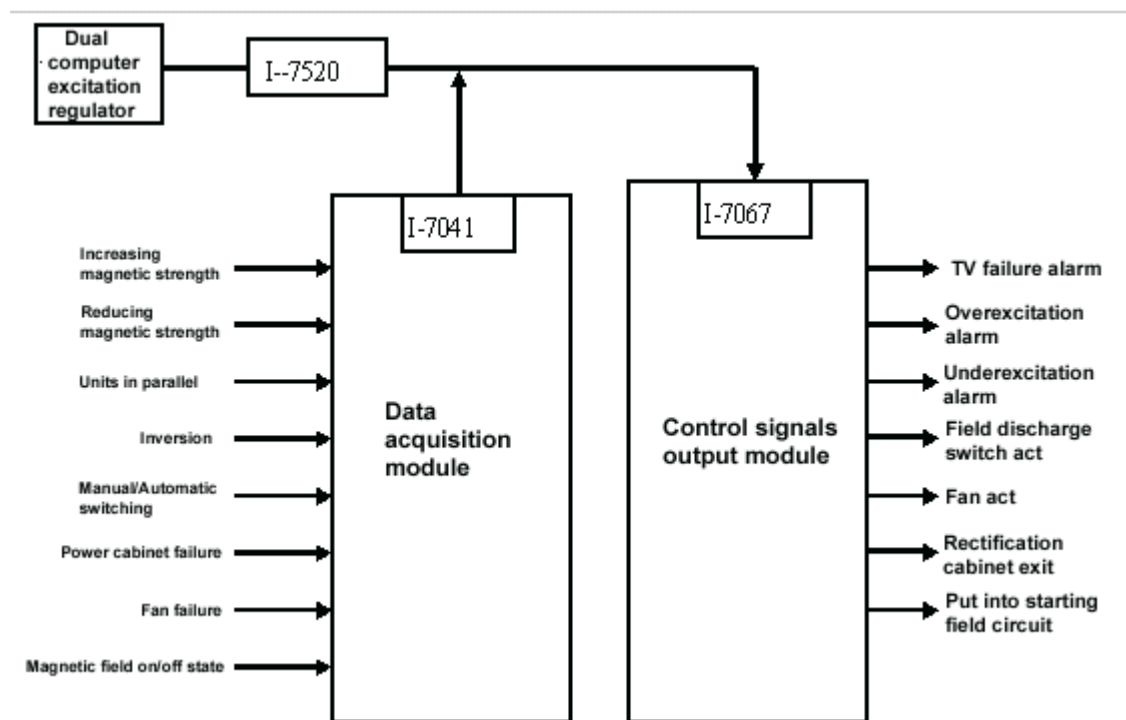 Dual
computer
excitation
regulator
I--7520
I-7041
I-7067
Increasing
magnetic strength
Reducing
magnetic strength
Units in parallel
Inversion
Manual/Automatic
switching
Power cabinet failure
Fan failure
Magnetic field on/off state
Data
acquisition
module
Control signals
output module
TV failure alarm
Overexcitation
alarm
Underexcitation
alarm
Field discharge
switch act
Fan act
Rectification
cabinet exit
Put into starting
field circuit